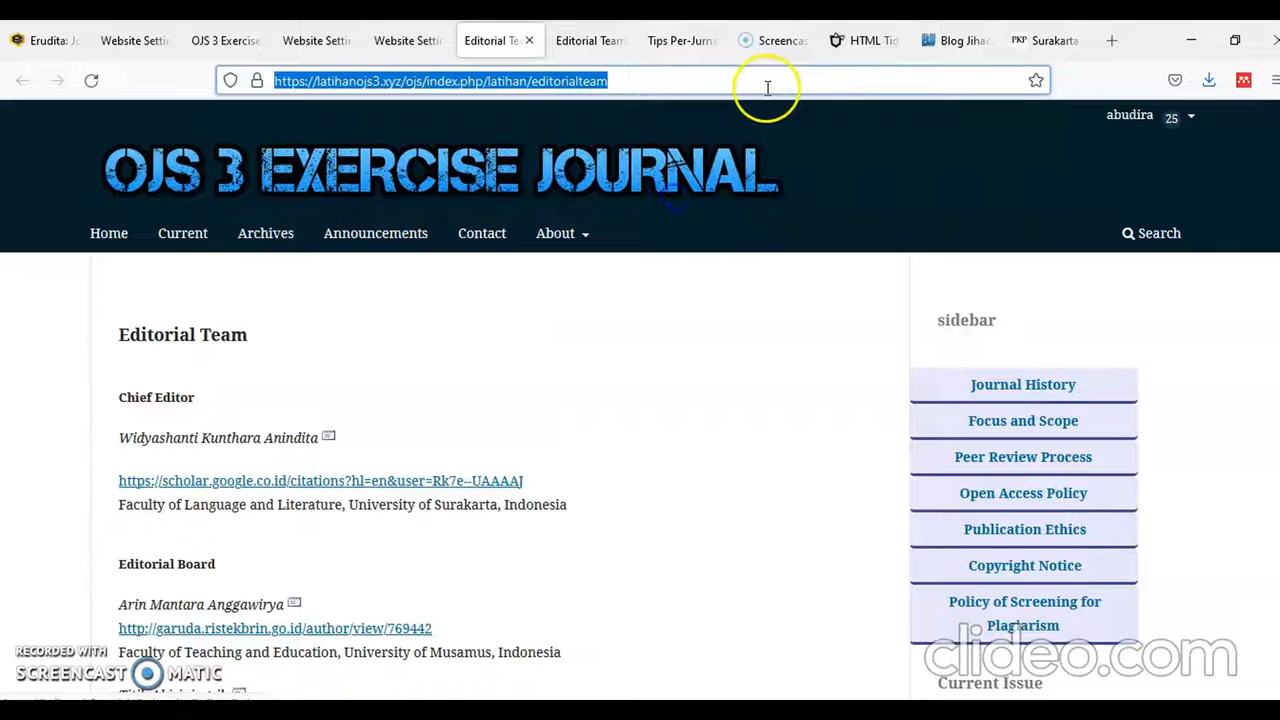 Erudita: J
Website Setti
OJS 3 Exercise
Website Setti
Website Setti
Editorial Te
Editorial Team
Tips Per-Jurna
Screencas
HTML Tid
Blog Jihac
PKP
Surakarta
https://latihanojs3.xyz/ojs/index.php/latihan/editorialteam
abudira 25
OJS 3 EXERCISE JOURNAL
Home Current Archives Announcements Contact About Search
Editorial Team
Chief Editor
Widyashanti Kunthara Anindita
https://scholar.google.co.id/citations?hl=en&user=Rk7e--UAAAAJ
Faculty of Language and Literature, University of Surakarta, Indonesia
Editorial Board
Arin Mantara Anggawirya
http://garuda.ristekbrin.go.id/author/view/769442
Faculty of Teaching and Education, University of Musamus, Indonesia
sidebar
Journal History
Focus and Scope
Peer Review Process
Open Access Policy
Publication Ethics
Copyright Notice
Policy of Screening for
Plagiarism
Current Issue
RECORDED WITH
SCREENCAST MATIC
clideo.com